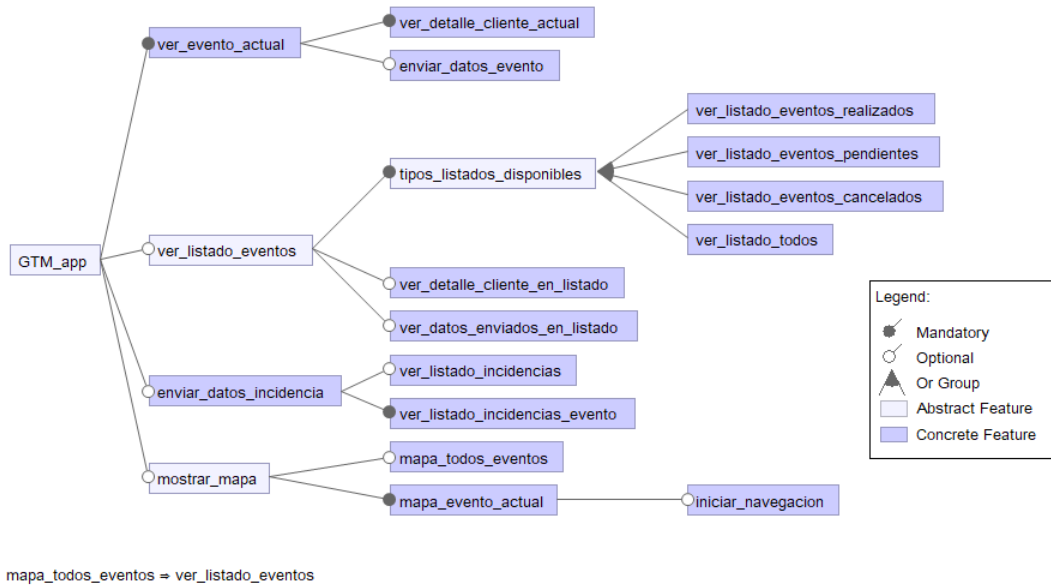 ver_detalle_cliente_actual
ver_evento_actual
enviar_datos_evento
ver_listado_eventos_realizados
ver_listado_eventos_pendientes
tipos_listados_disponibles
ver_listado_eventos_cancelados
ver_listado_todos
ver_listado_eventos
GTM_app
ver_detalle_cliente_en_listado
ver_datos_enviados_en_listado
Legend:
Mandatory
Optional
Or Group
Abstract Feature
Concrete Feature
ver_listado_incidencias
enviar_datos_incidencia
ver_listado_incidencias_evento
mapa_todos_eventos
mostrar_mapa
mapa_evento_actual
iniciar_navegacion
mapa_todos_eventos ⇒ ver_listado_eventos